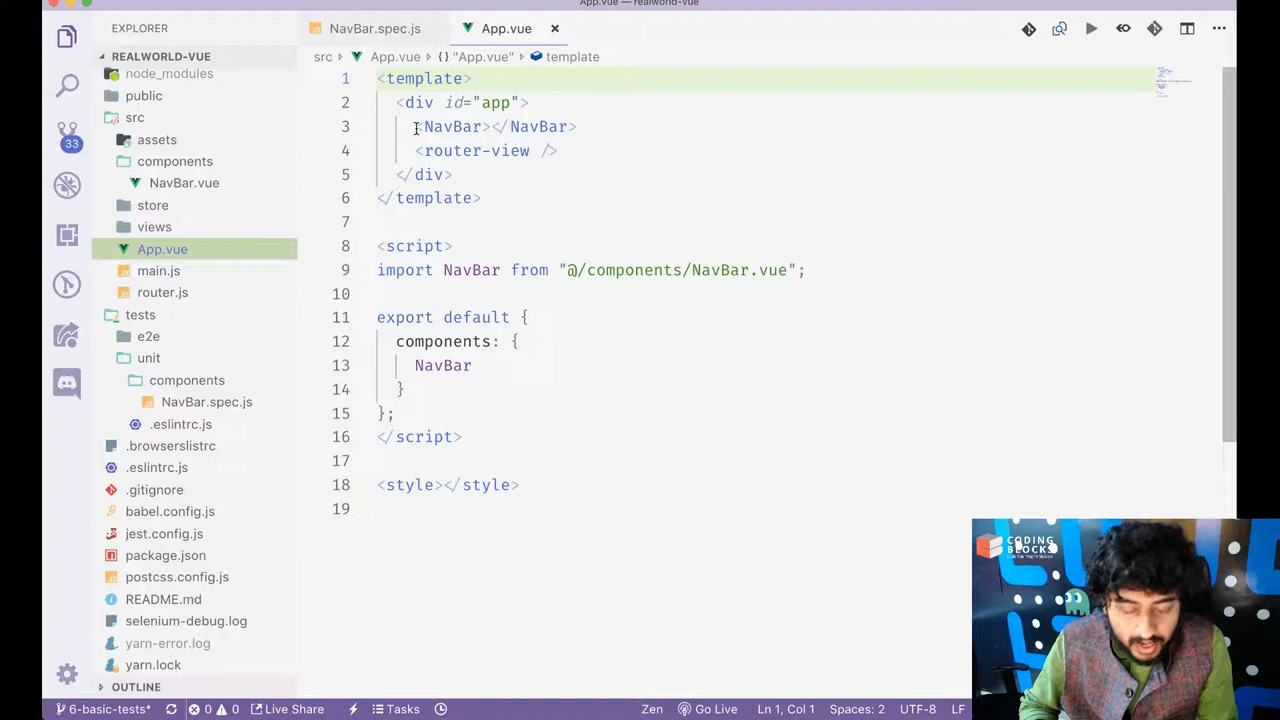 App.vue — realworld-vue
EXPLORER
NavBar.spec.js
App.vue
REALWORLD-VUE
src
App.vue
{} "App.vue"
template
node_modules
public
src
assets
components
NavBar.vue
store
views
App.vue
main.js
router.js
tests
e2e
unit
components
NavBar.spec.js
.eslintrc.js
.browserslistrc
.eslintrc.js
.gitignore
babel.config.js
jest.config.js
package.json
postcss.config.js
README.md
selenium-debug.log
yarn-error.log
yarn.lock
OUTLINE
33
1 <template>
2 <div id="app">
3 <NavBar></NavBar>
4 <router-view />
5 </div>
6 </template>
7
8 <script>
9 import NavBar from "@/components/NavBar.vue";
10
11 export default {
12 components: {
13 NavBar
14 }
15 };
16 </script>
17
18 <style></style>
19
CODING
BLOCKS
6-basic-tests* 0 0 Live Share Tasks Zen Go Live Ln 1, Col 1 Spaces: 2 UTF-8 LF